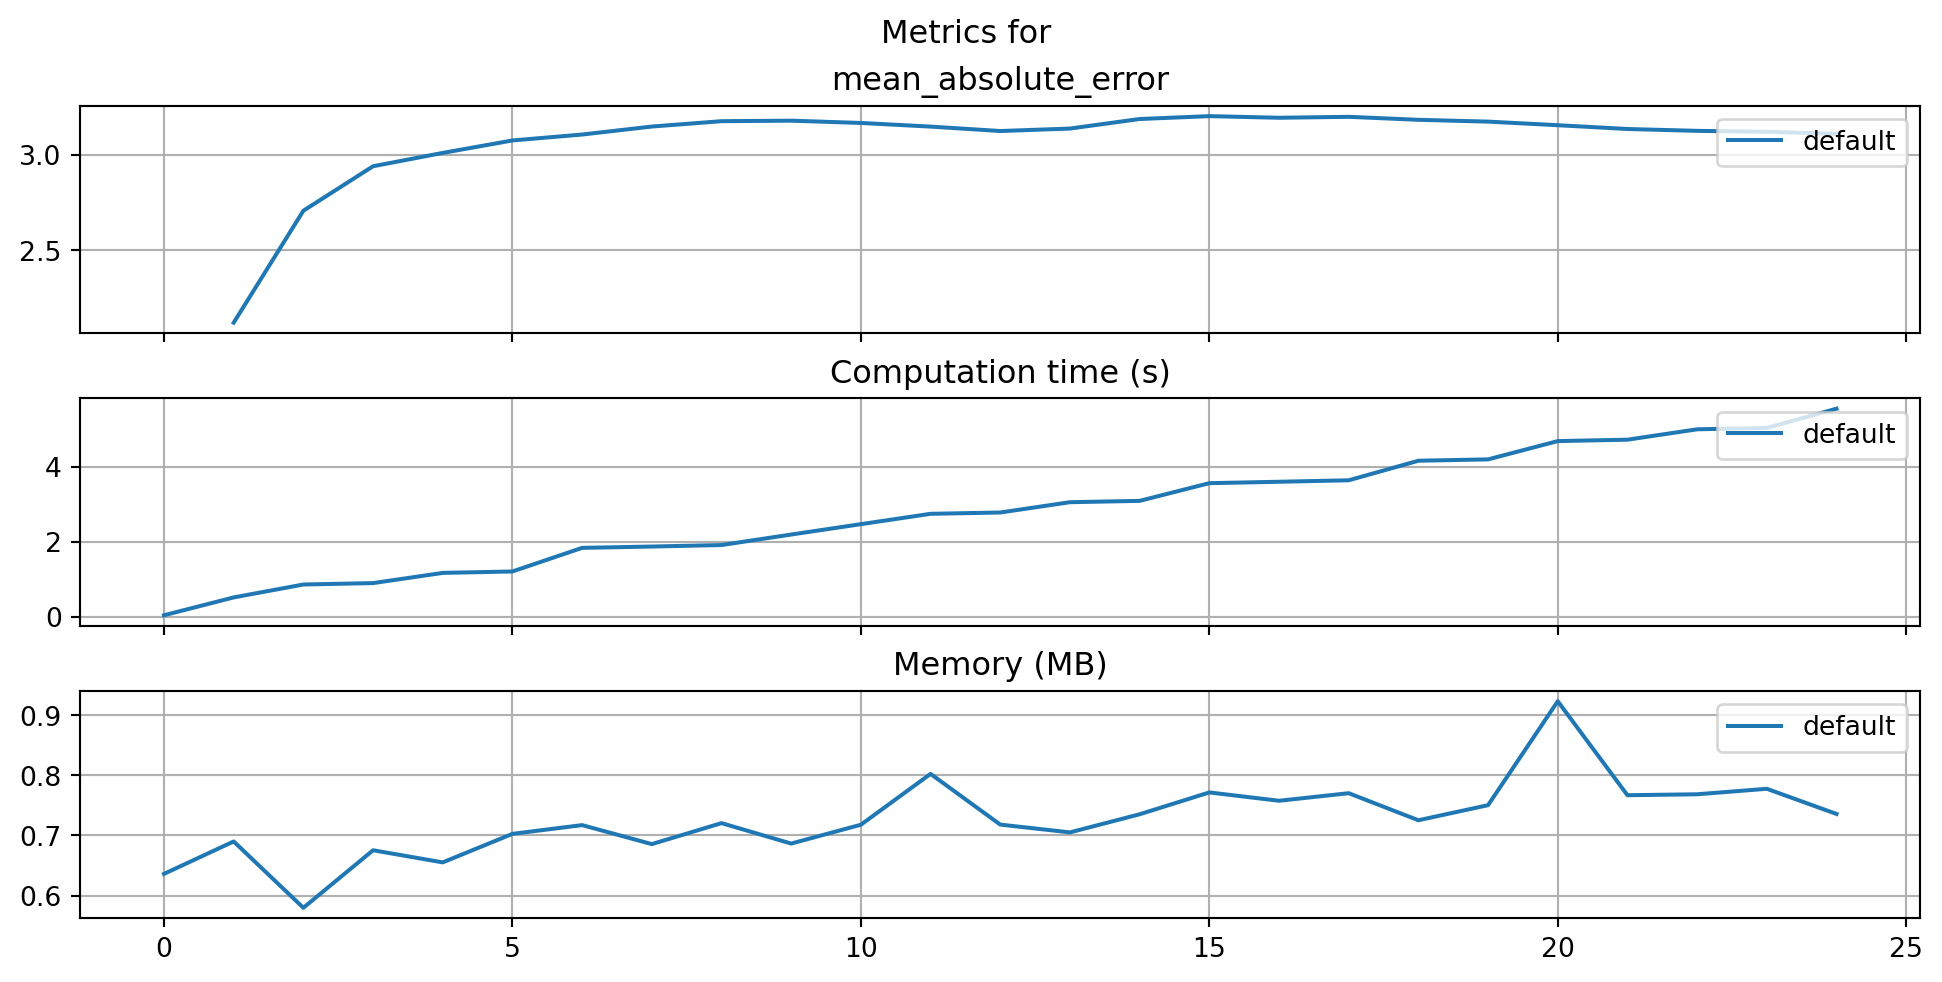 Metrics for
mean_absolute_error
3.0
2.5
default
Computation time (s)
4
2
0
default
Memory (MB)
0.9
0.8
0.7
0.6
default
0 5 10 15 20 25